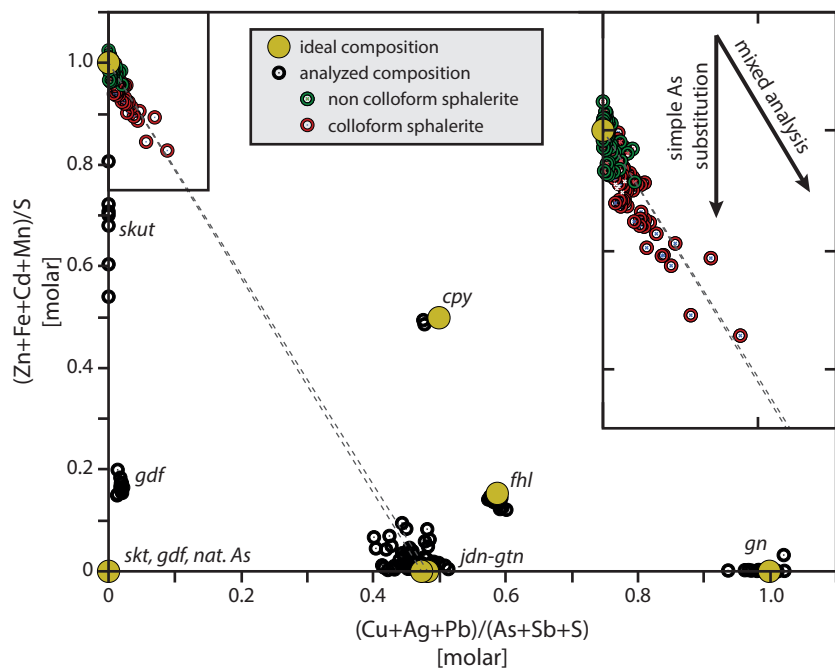 ideal composition
analyzed composition
non colloform sphalerite
colloform sphalerite
simple As
substitution
mixed analysis
1.0
0.8
0.6
0.4
0.2
0
(Zn+Fe+Cd+Mn)/S
[molar]
skut
cpy
gdf
fhl
skt, gdf, nat. As
jdn-gtn
gn
0
0.2
0.4
0.6
0.8
1.0
(Cu+Ag+Pb)/(As+Sb+S)
[molar]